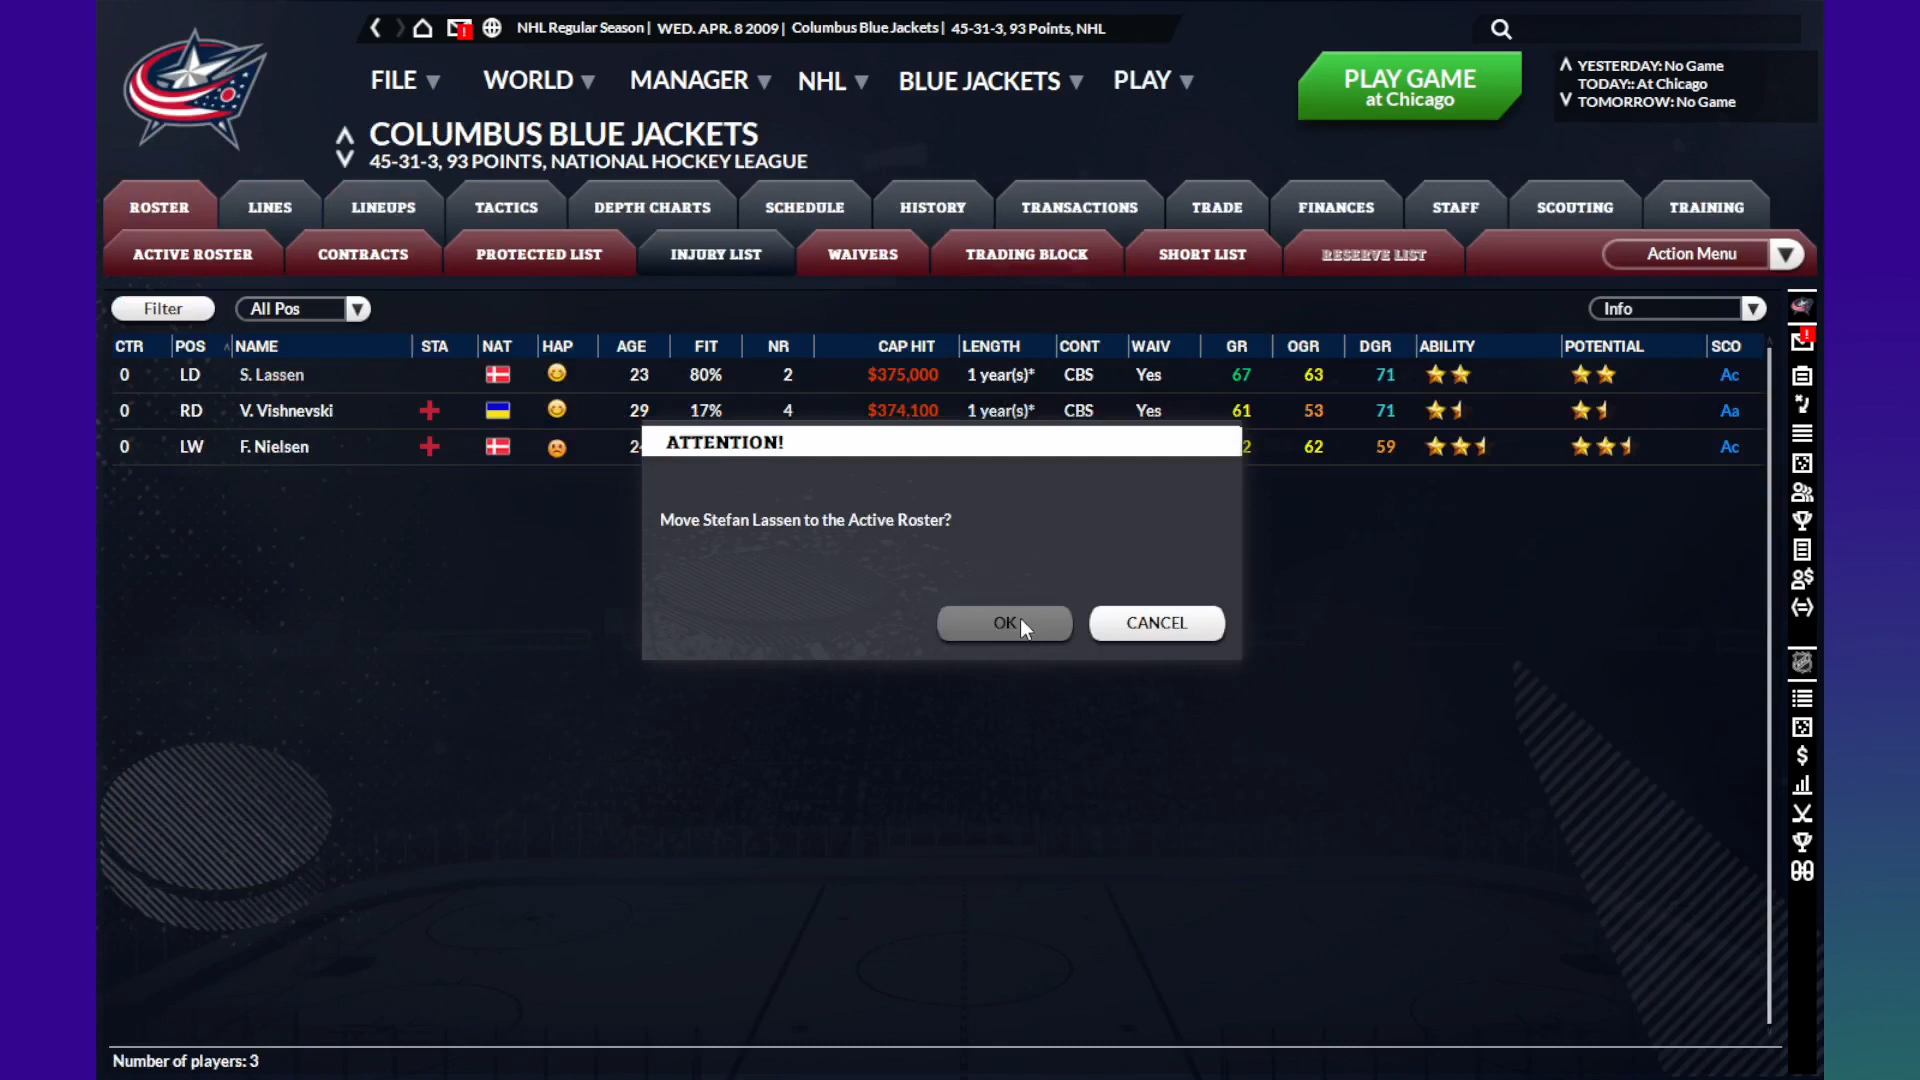 NHL Regular Season | WED. APR. 8 2009 | Columbus Blue Jackets | 45-31-3, 93 Points, NHL
FILE WORLD MANAGER NHL BLUE JACKETS PLAY
PLAY GAME
at Chicago
YESTERDAY: No Game
TODAY:: At Chicago
TOMORROW: No Game
COLUMBUS BLUE JACKETS
45-31-3, 93 POINTS, NATIONAL HOCKEY LEAGUE
ROSTER LINES LINEUPS TACTICS DEPTH CHARTS SCHEDULE HISTORY TRANSACTIONS TRADE FINANCES STAFF SCOUTING TRAINING
ACTIVE ROSTER CONTRACTS PROTECTED LIST INJURY LIST WAIVERS TRADING BLOCK SHORT LIST RESERVE LIST Action Menu
Filter All Pos Info
CTR POS NAME STA NAT HAP AGE FIT NR CAP HIT LENGTH CONT WAIV GR OGR DGR ABILITY POTENTIAL SCO
0 LD S. Lassen 23 80% 2 $375,000 1 year(s)* CBS Yes 67 63 71 Ac
0 RD V. Vishnevski 29 17% 4 $374,100 1 year(s)* CBS Yes 61 53 71 Aa
0 LW F. Nielsen 62 59 Ac
ATTENTION!
Move Stefan Lassen to the Active Roster?
OK CANCEL
Number of players: 3